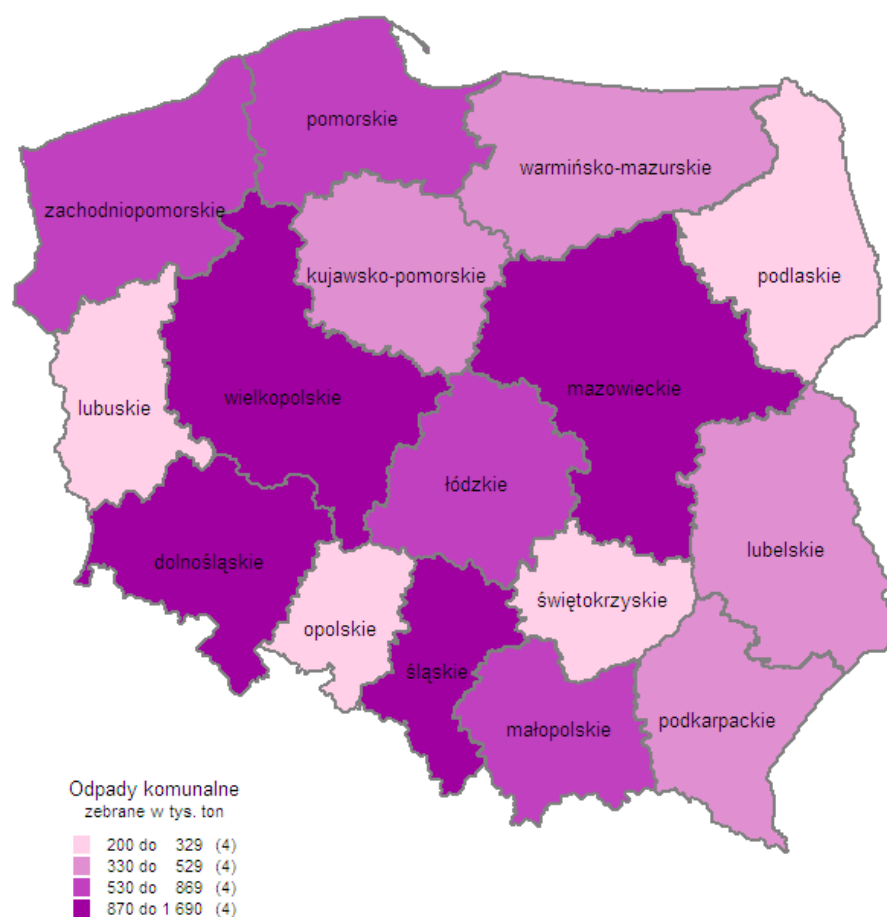 pomorskie
warmińsko-mazurskie
zachodniopomorskie
kujawsko-pomorskie
podlaskie
mazowieckie
wielkopolskie
lubuskie
łódzkie
lubelskie
dolnośląskie
świętokrzyskie
opolskie
śląskie
podkarpackie
małopolskie
Odpady komunalne
zebrane w tys. ton
200 do 329 (4)
330 do 529 (4)
530 do 869 (4)
870 do 1 690 (4)